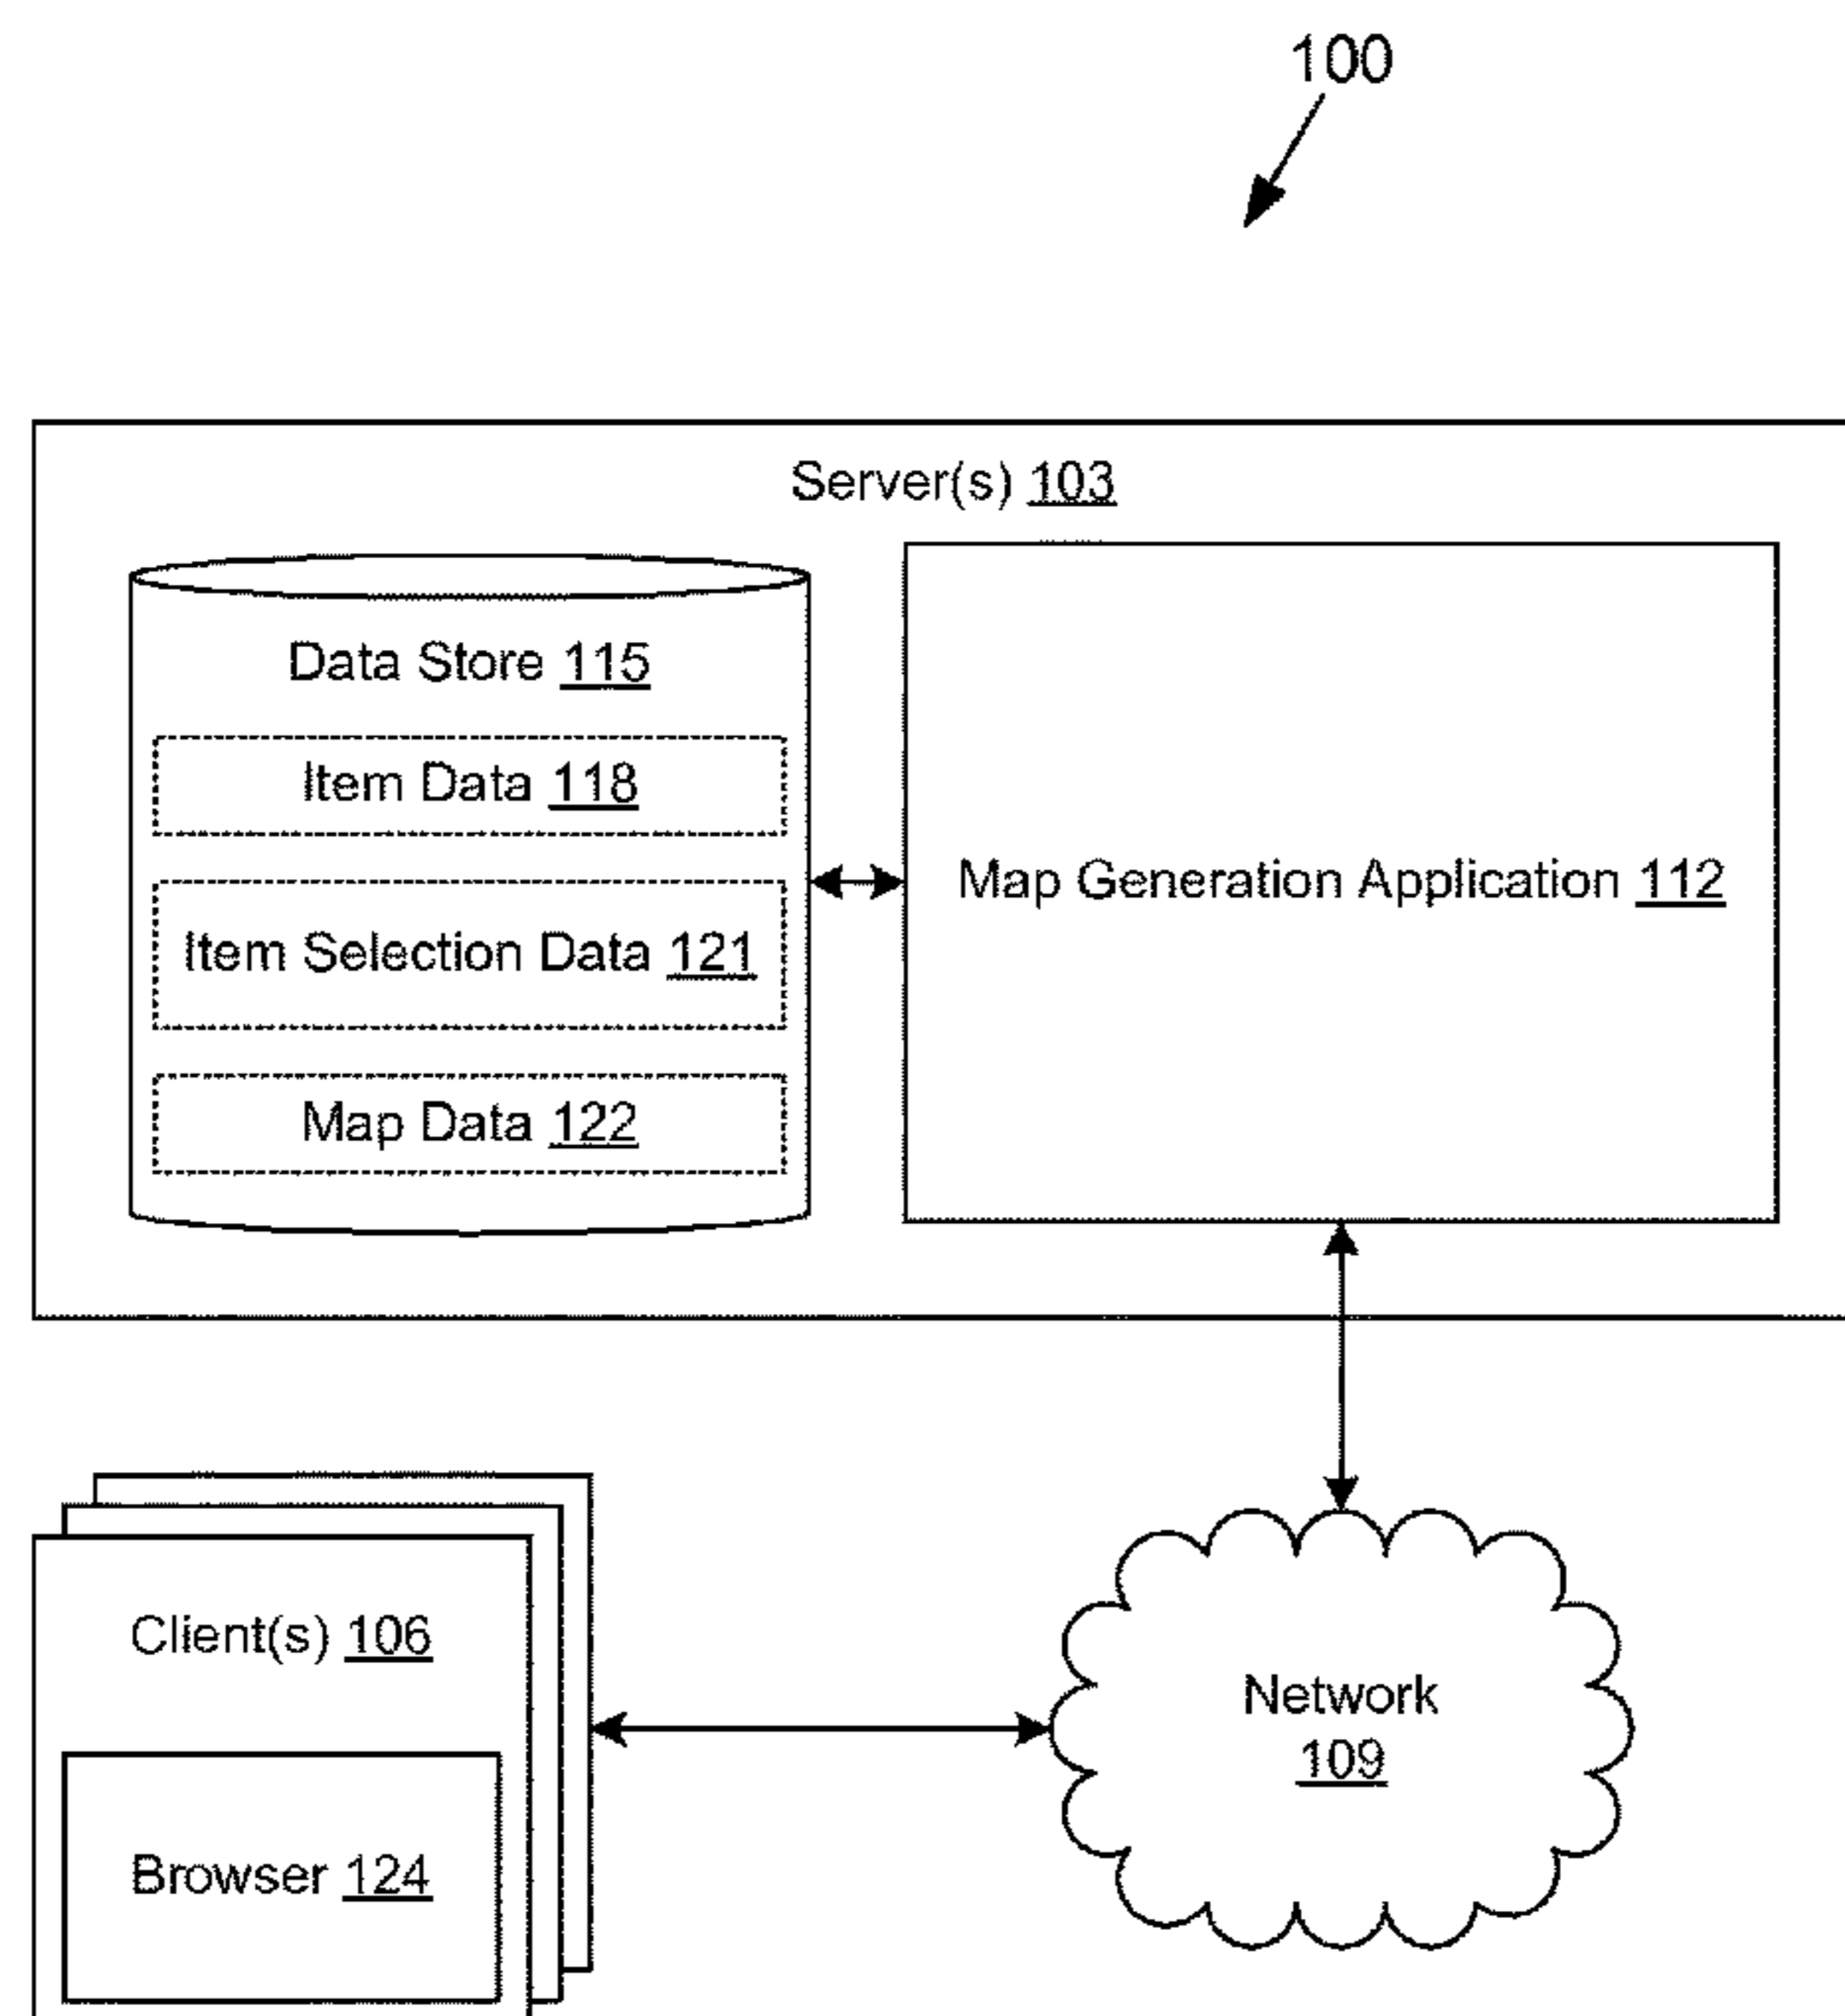 100
Server(s) 103
Data Store 115
Item Data 118
Item Selection Data 121
Map Data 122
Map Generation Application 112
Client(s) 106
Browser 124
Network
109